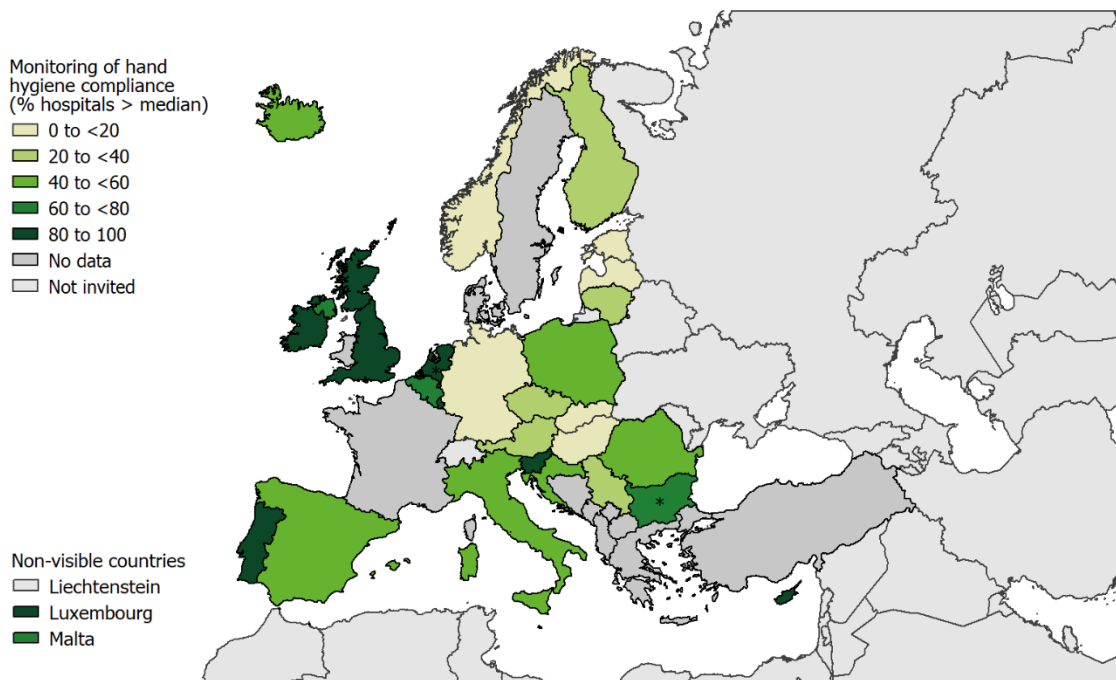 Monitoring of hand
hygiene compliance
(% hospitals > median)
0 to <20
20 to <40
40 to <60
60 to <80
80 to 100
No data
Not invited
*
*
Non-visible countries
Liechtenstein
Luxembourg
Malta